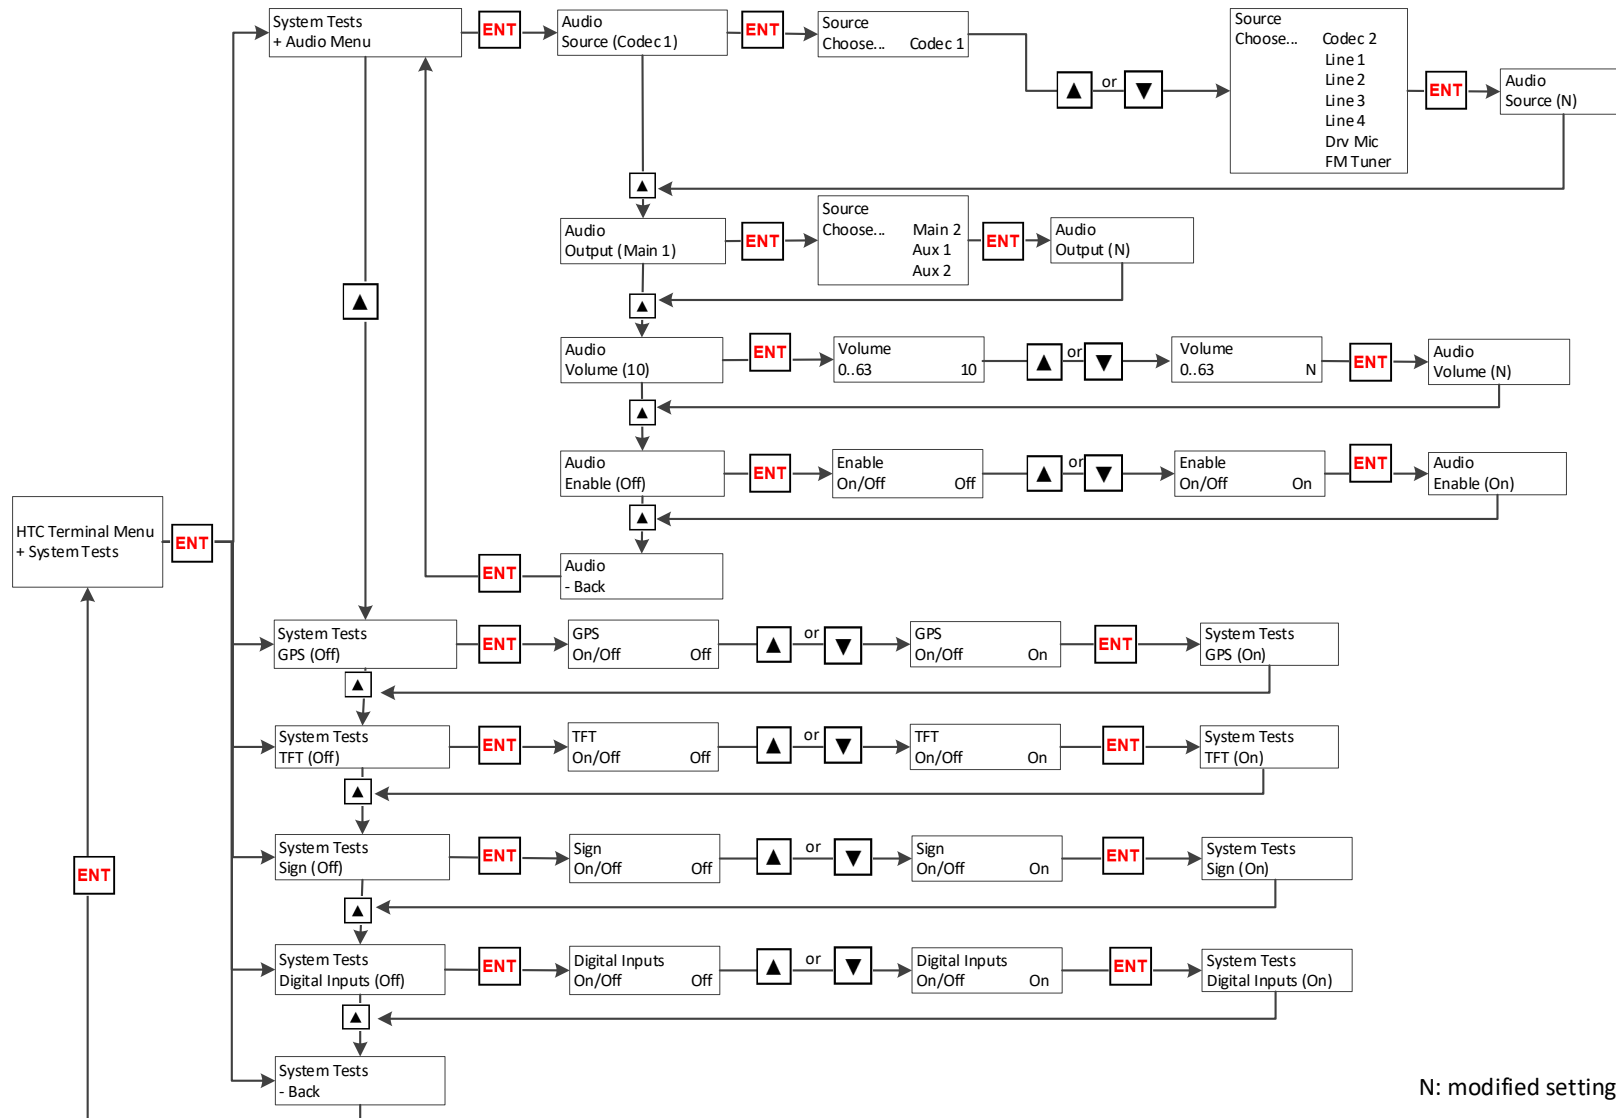 System Tests
+ Audio Menu
ENT
Audio
Source (Codec 1)
ENT
Source
Choose... Codec 1
▲ or ▼
Source
Choose... Codec 2
Line 1
Line 2
Line 3
Line 4
Drv Mic
FM Tuner
ENT
Audio
Source (N)
▲
Audio
Output (Main 1)
ENT
Source
Choose... Main 2
Aux 1
Aux 2
ENT
Audio
Output (N)
▲
▲
Audio
Volume (10)
ENT
Volume
0..63 10
▲ or ▼
Volume
0..63 N
ENT
Audio
Volume (N)
▲
Audio
Enable (Off)
ENT
Enable
On/Off Off
▲ or ▼
Enable
On/Off On
ENT
Audio
Enable (On)
▲
HTC Terminal Menu
+ System Tests
ENT
ENT
Audio
- Back
System Tests
GPS (Off)
ENT
GPS
On/Off Off
▲ or ▼
GPS
On/Off On
ENT
System Tests
GPS (On)
▲
System Tests
TFT (Off)
ENT
TFT
On/Off Off
▲ or ▼
TFT
On/Off On
ENT
System Tests
TFT (On)
▲
System Tests
Sign (Off)
ENT
Sign
On/Off Off
▲ or ▼
Sign
On/Off On
ENT
System Tests
Sign (On)
ENT
▲
System Tests
Digital Inputs (Off)
ENT
Digital Inputs
On/Off Off
▲ or ▼
Digital Inputs
On/Off On
ENT
System Tests
Digital Inputs (On)
▲
System Tests
- Back
N: modified setting